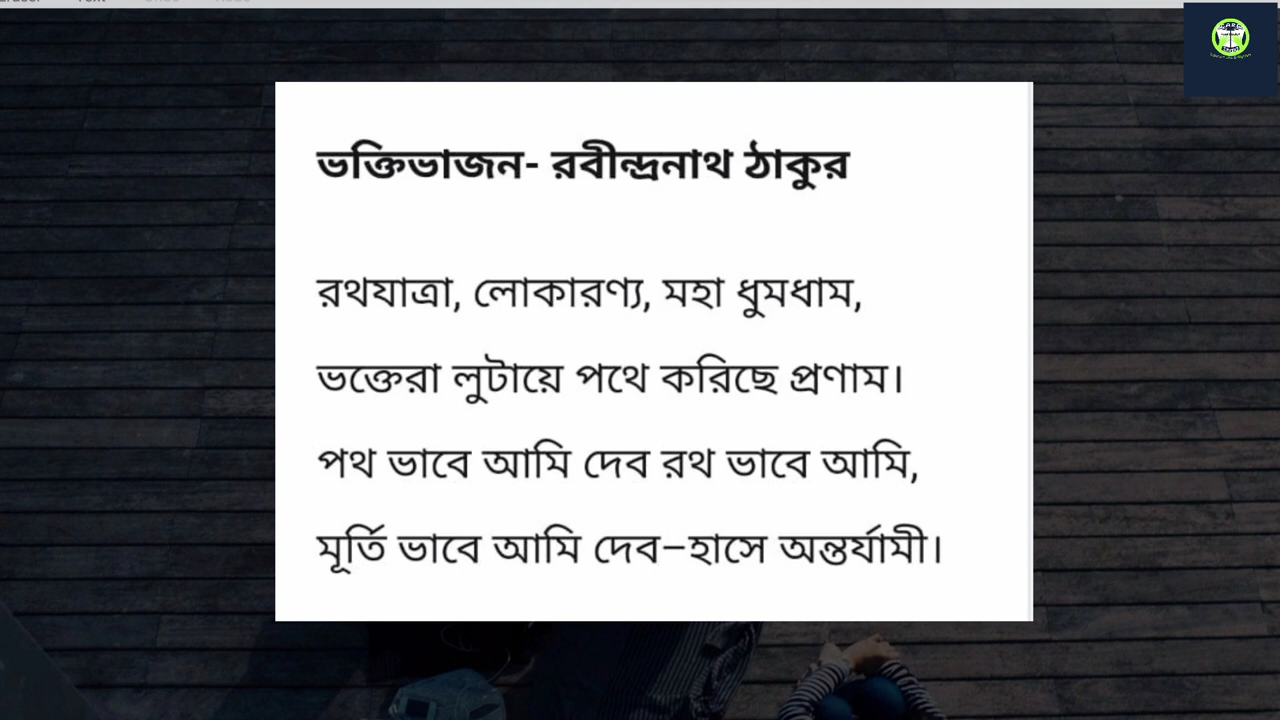 ভক্তিভাজন- রবীন্দ্রনাথ ঠাকুর
রথযাত্রা, লোকারণ্য, মহা ধুমধাম,
ভক্তেরা লুটায়ে পথে করিছে প্রণাম।
পথ ভাবে আমি দেব রথ ভাবে আমি,
মূর্তি ভাবে আমি দেব–হাসে অন্তর্যামী।